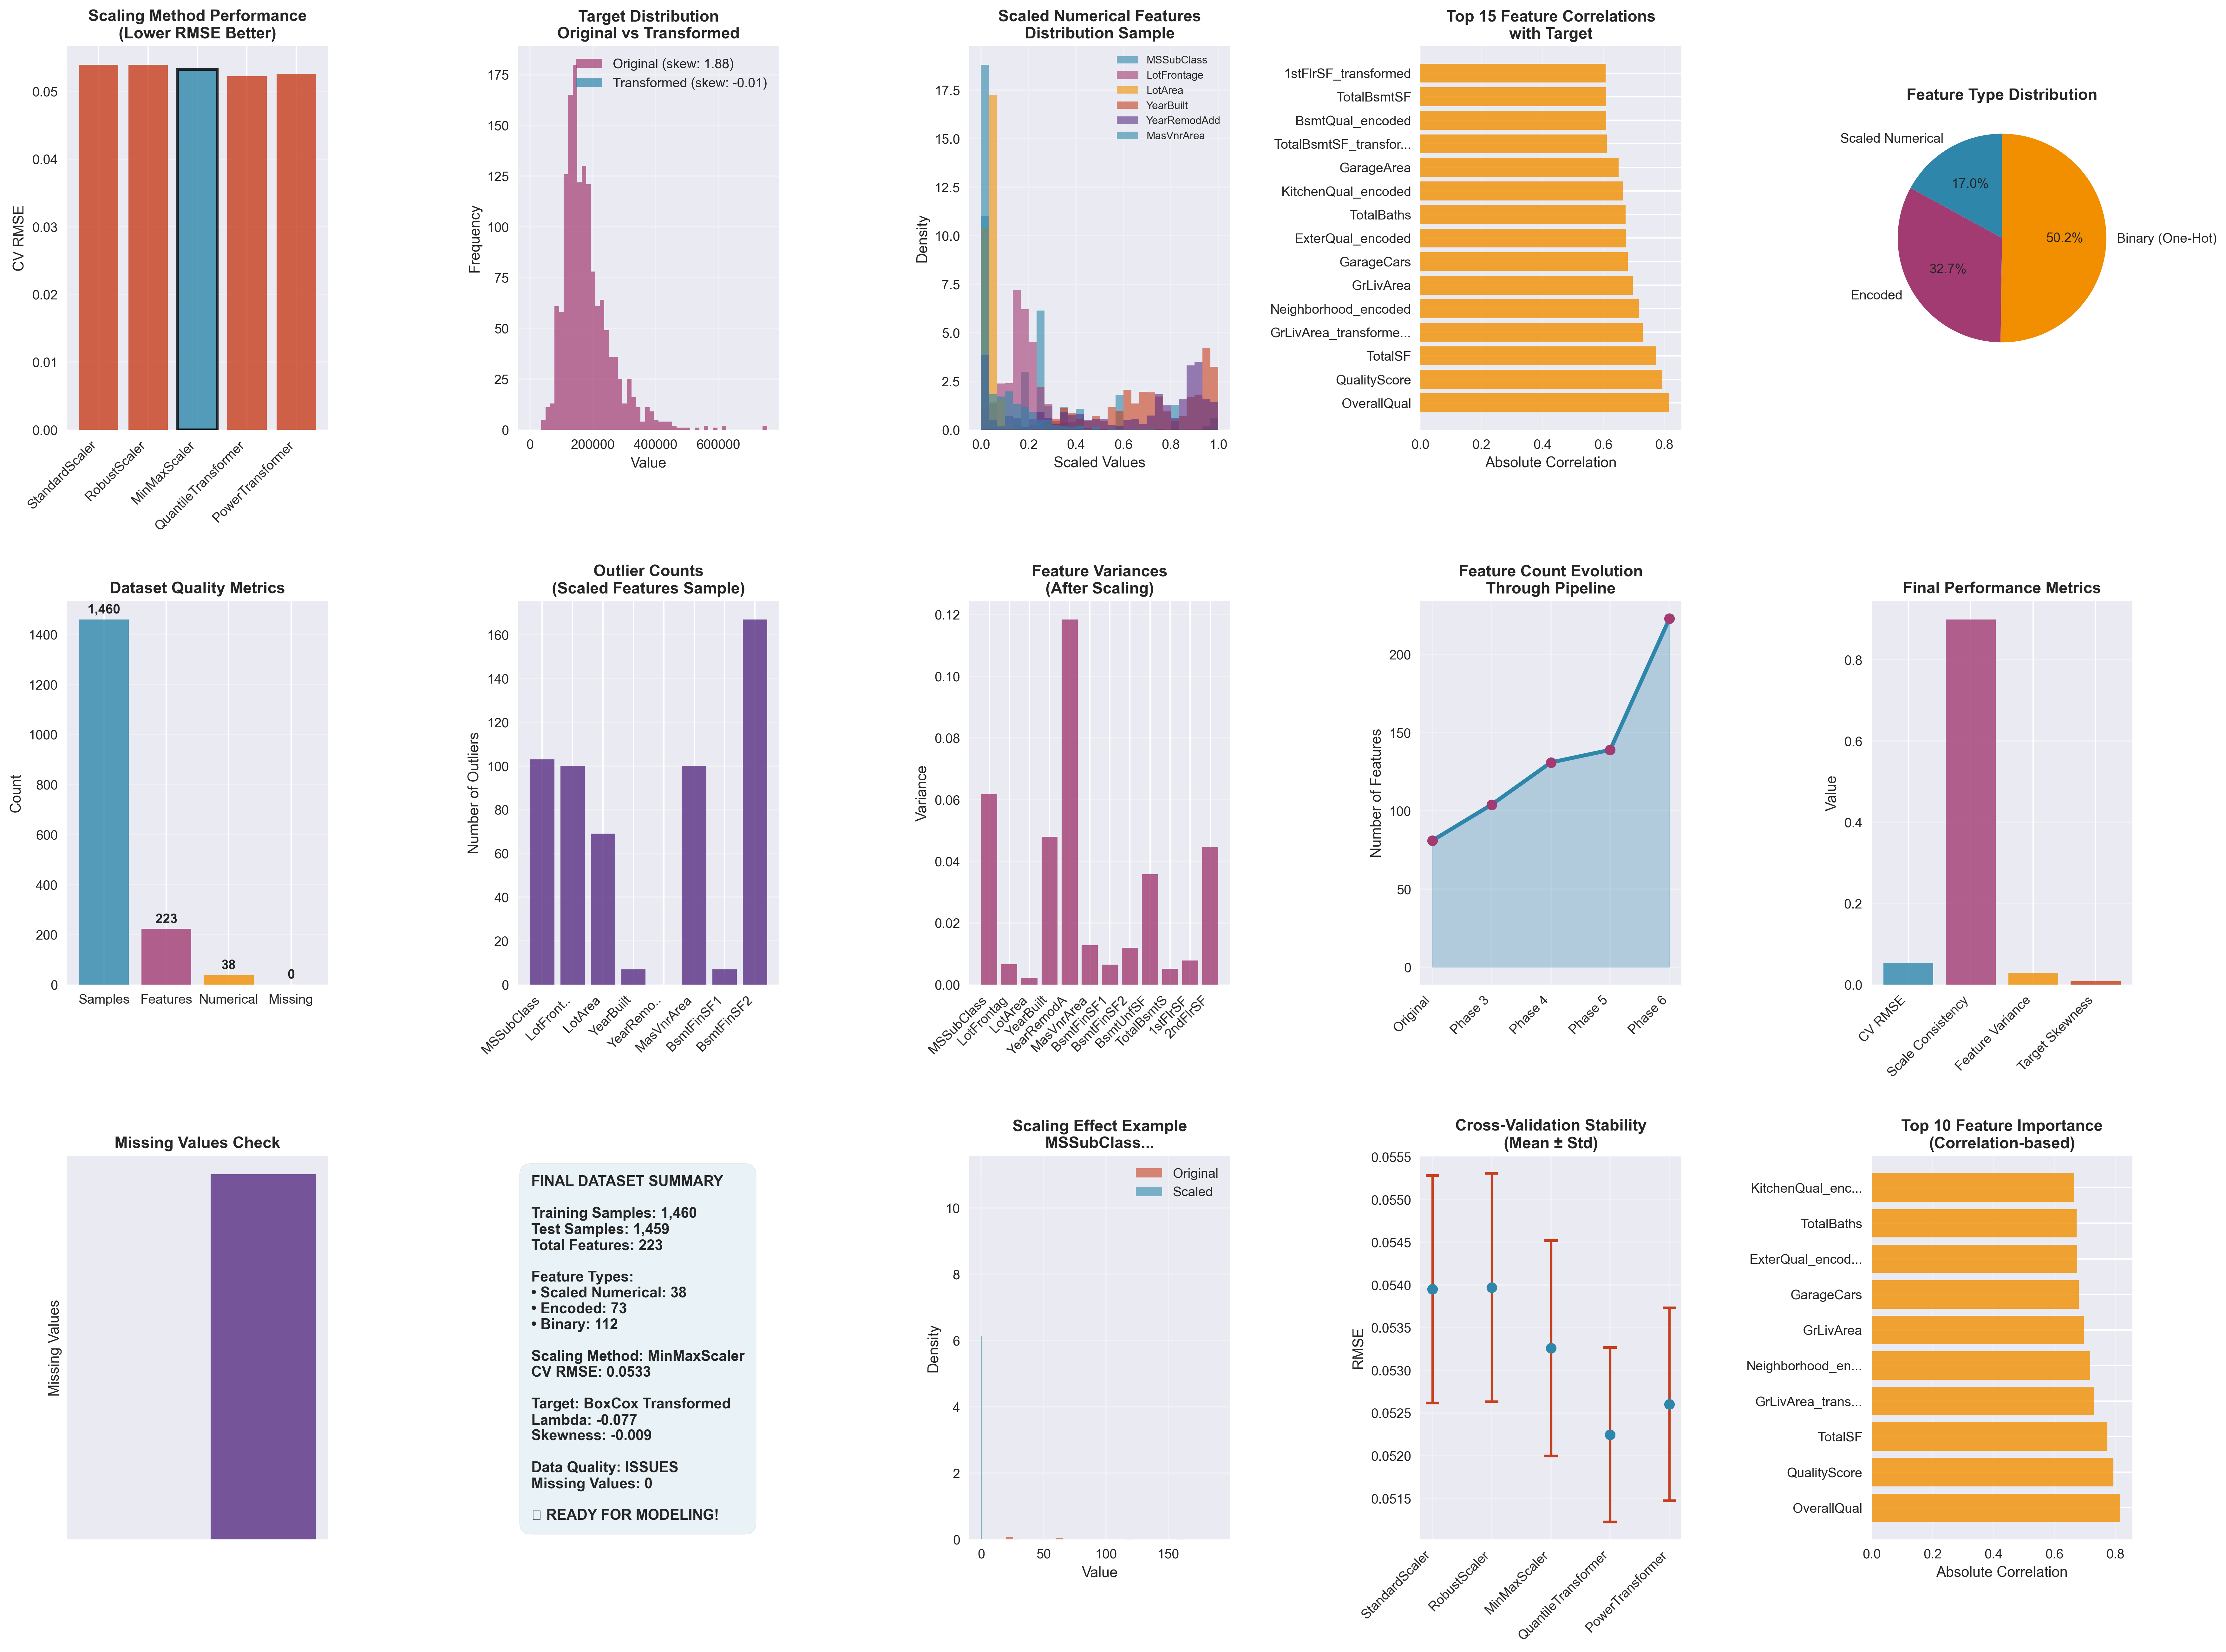 Scaling Method Performance
(Lower RMSE Better)
CV RMSE
0.05
0.04
0.03
0.02
0.01
0.00
StandardScaler
RobustScaler
MinMaxScaler
QuantileTransformer
PowerTransformer
Target Distribution
Original vs Transformed
Original (skew: 1.88)
Transformed (skew: -0.01)
Frequency
175
150
125
100
75
50
25
0
0
200000
400000
600000
Value
Scaled Numerical Features
Distribution Sample
MSSubClass
LotFrontage
LotArea
YearBuilt
YearRemodAdd
MasVnrArea
Density
17.5
15.0
12.5
10.0
7.5
5.0
2.5
0.0
0.0
0.2
0.4
0.6
0.8
1.0
Scaled Values
Top 15 Feature Correlations
with Target
1stFlrSF_transformed
TotalBsmtSF
BsmtQual_encoded
TotalBsmtSF_transfor...
GarageArea
KitchenQual_encoded
TotalBaths
ExterQual_encoded
GarageCars
GrLivArea
Neighborhood_encoded
GrLivArea_transforme...
TotalSF
QualityScore
OverallQual
0.0
0.2
0.4
0.6
0.8
Absolute Correlation
Feature Type Distribution
Scaled Numerical
17.0%
50.2%
Binary (One-Hot)
32.7%
Encoded
Dataset Quality Metrics
Count
1400
1200
1000
800
600
400
200
0
1,460
223
38
0
Samples
Features
Numerical
Missing
Outlier Counts
(Scaled Features Sample)
Number of Outliers
160
140
120
100
80
60
40
20
0
MSSubClass
LotFront..
LotArea
YearBuilt
YearRemo..
MasVnrArea
BsmtFinSF1
BsmtFinSF2
Feature Variances
(After Scaling)
Variance
0.12
0.10
0.08
0.06
0.04
0.02
0.00
MSSubClass
LotFrontag
LotArea
YearBuilt
YearRemodA
MasVnrArea
BsmtFinSF1
BsmtFinSF2
BsmtUnfSF
TotalBsmtS
1stFlrSF
2ndFlrSF
Feature Count Evolution
Through Pipeline
Number of Features
200
150
100
50
0
Original
Phase 3
Phase 4
Phase 5
Phase 6
Final Performance Metrics
Value
0.8
0.6
0.4
0.2
0.0
CV RMSE
Scale Consistency
Feature Variance
Target Skewness
Missing Values Check
Missing Values
FINAL DATASET SUMMARY
Training Samples: 1,460
Test Samples: 1,459
Total Features: 223
Feature Types:
• Scaled Numerical: 38
• Encoded: 73
• Binary: 112
Scaling Method: MinMaxScaler
CV RMSE: 0.0533
Target: BoxCox Transformed
Lambda: -0.077
Skewness: -0.009
Data Quality: ISSUES
Missing Values: 0
READY FOR MODELING!
Scaling Effect Example
MSSubClass...
Original
Scaled
Density
10
8
6
4
2
0
0
50
100
150
Value
Cross-Validation Stability
(Mean ± Std)
RMSE
0.0555
0.0550
0.0545
0.0540
0.0535
0.0530
0.0525
0.0520
0.0515
StandardScaler
RobustScaler
MinMaxScaler
QuantileTransformer
PowerTransformer
Top 10 Feature Importance
(Correlation-based)
KitchenQual_enc...
TotalBaths
ExterQual_encod...
GarageCars
GrLivArea
Neighborhood_en...
GrLivArea_trans...
TotalSF
QualityScore
OverallQual
0.0
0.2
0.4
0.6
0.8
Absolute Correlation